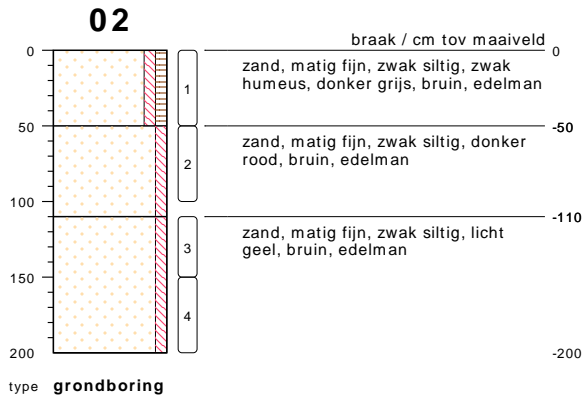 02
braak / cm tov maaiveld
0
0
zand, matig fijn, zwak siltig, zwak
humeus, donker grijs, bruin, edelman
1
50
-50
zand, matig fijn, zwak siltig, donker
rood, bruin, edelman
2
100
-110
zand, matig fijn, zwak siltig, licht
geel, bruin, edelman
3
150
4
200
-200
type grondboring